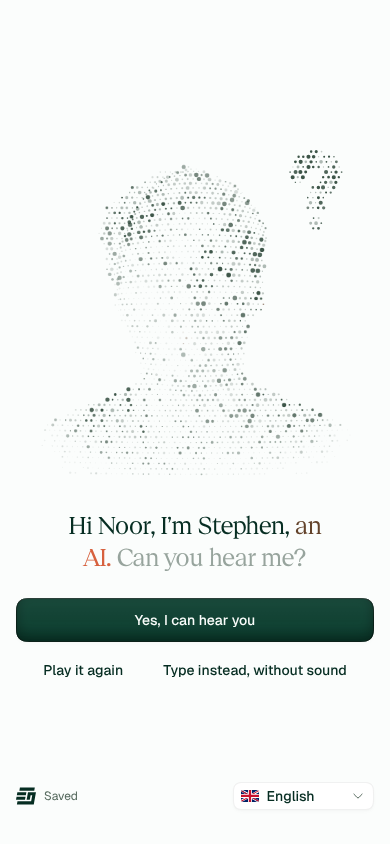 ?
Hi Noor, I'm Stephen, an
AI. Can you hear me?
Yes, I can hear you
Play it again
Type instead, without sound
Saved
English